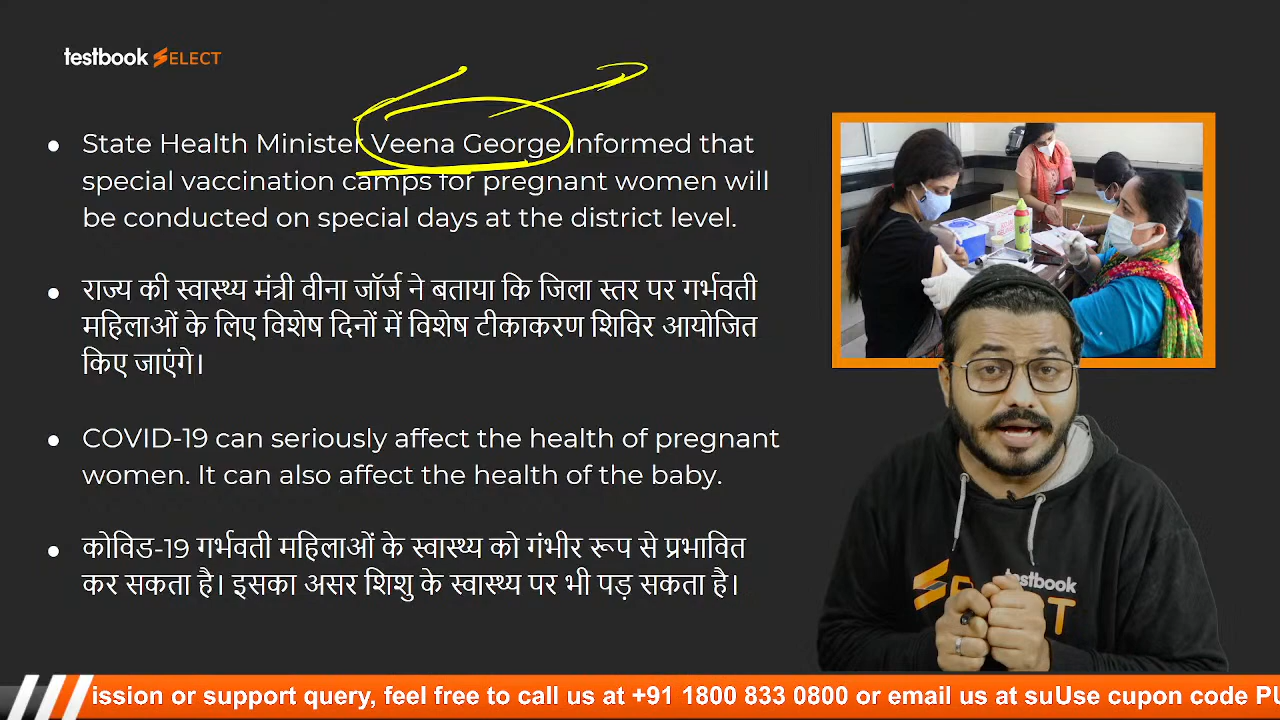 testbook SELECT
State Health Minister Veena George informed that
special vaccination camps for pregnant women will
be conducted on special days at the district level.
राज्य की स्वास्थ्य मंत्री वीना जॉर्ज ने बताया कि जिला स्तर पर गर्भवती
महिलाओं के लिए विशेष दिनों में विशेष टीकाकरण शिविर आयोजित
किए जाएंगे।
COVID-19 can seriously affect the health of pregnant
women. It can also affect the health of the baby.
कोविड-19 गर्भवती महिलाओं के स्वास्थ्य को गंभीर रूप से प्रभावित
कर सकता है। इसका असर शिशु के स्वास्थ्य पर भी पड़ सकता है।
testbook
ission or support query, feel free to call us at +91 1800 833 0800 or email us at suUse cupon code PU